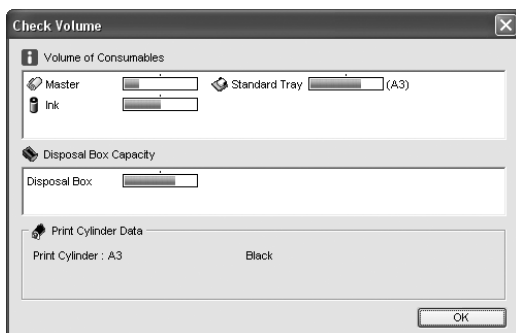 Check Volume
Volume of Consumables
Master Standard Tray (A3)
Ink
Disposal Box Capacity
Disposal Box
Print Cylinder Data
Print Cylinder : A3 Black
OK